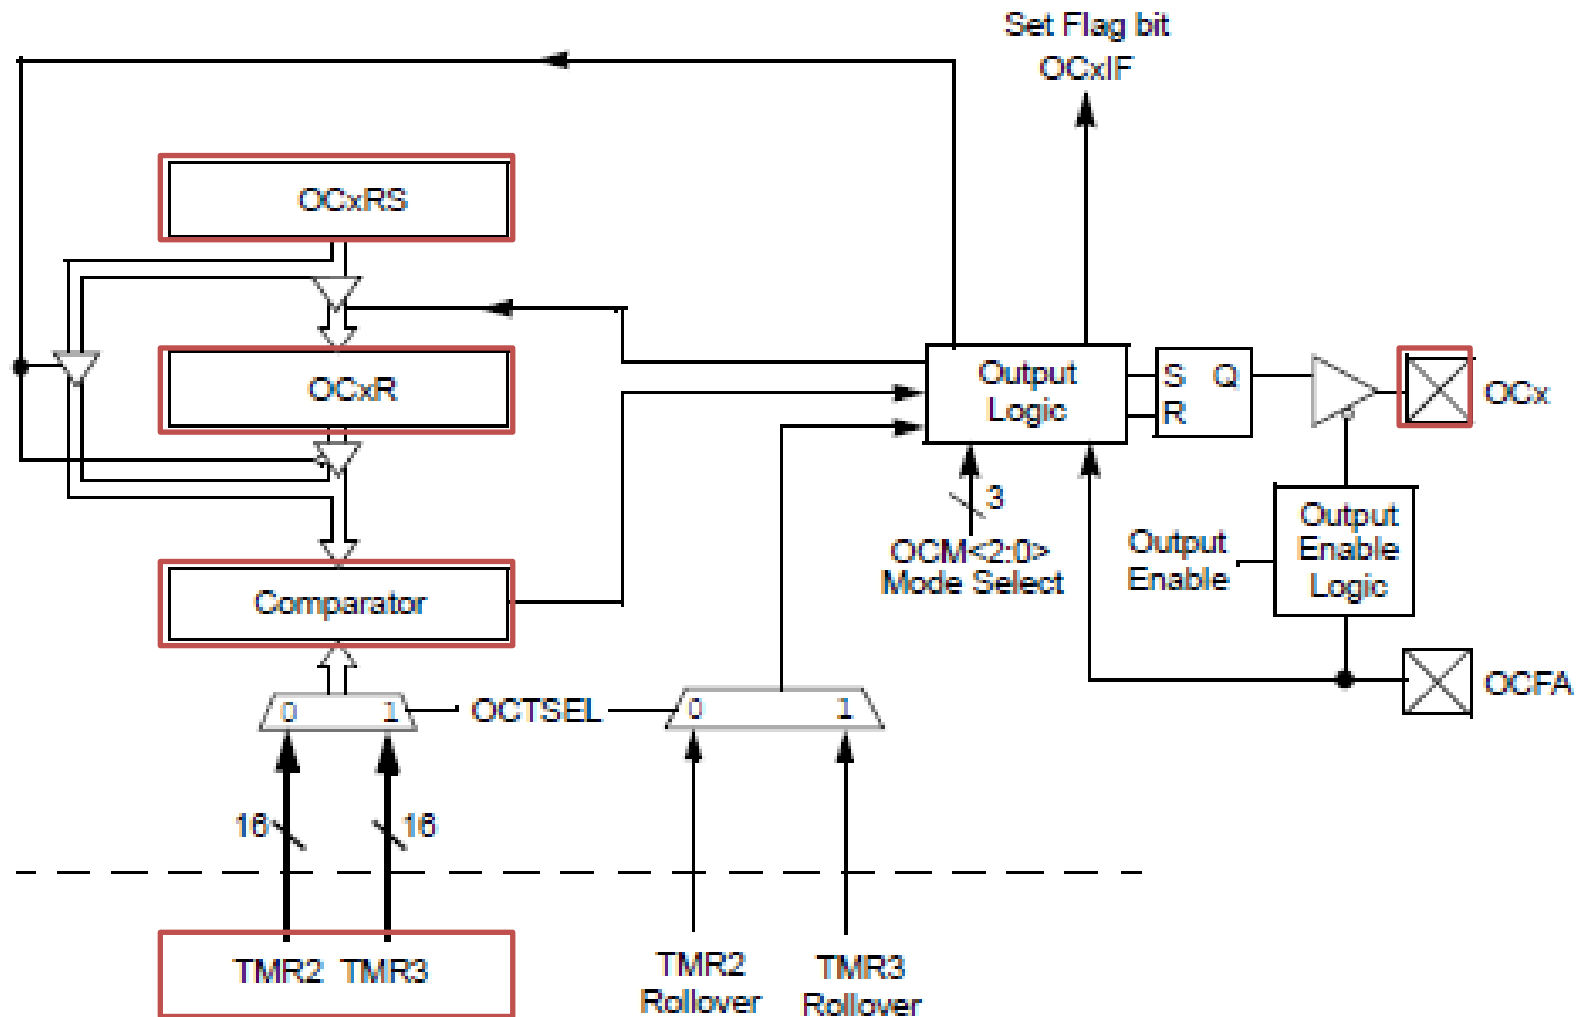 Set Flag bit
OCxIF
OCxRS
OCxR
Output
Logic
S Q
R
OCx
3
OCM<2:0>
Mode Select
Output
Enable
Output
Enable
Logic
Comparator
OCFA
0 1
OCTSEL
0 1
16
16
TMR2 TMR3
TMR2
Rollover
TMR3
Rollover